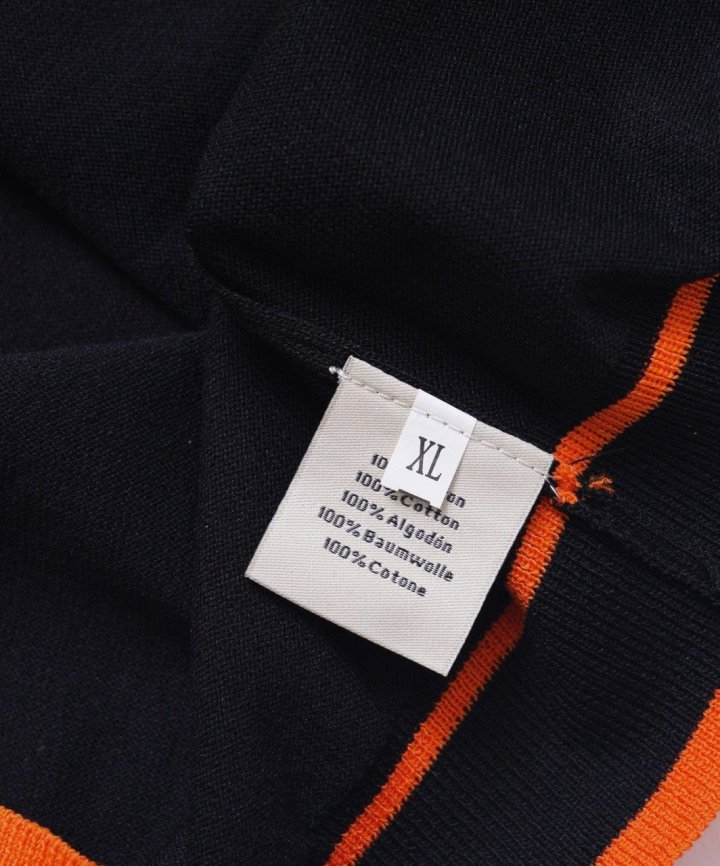 XL
100% Cotton
100% Algodón
100% Baumwolle
100% Cotone